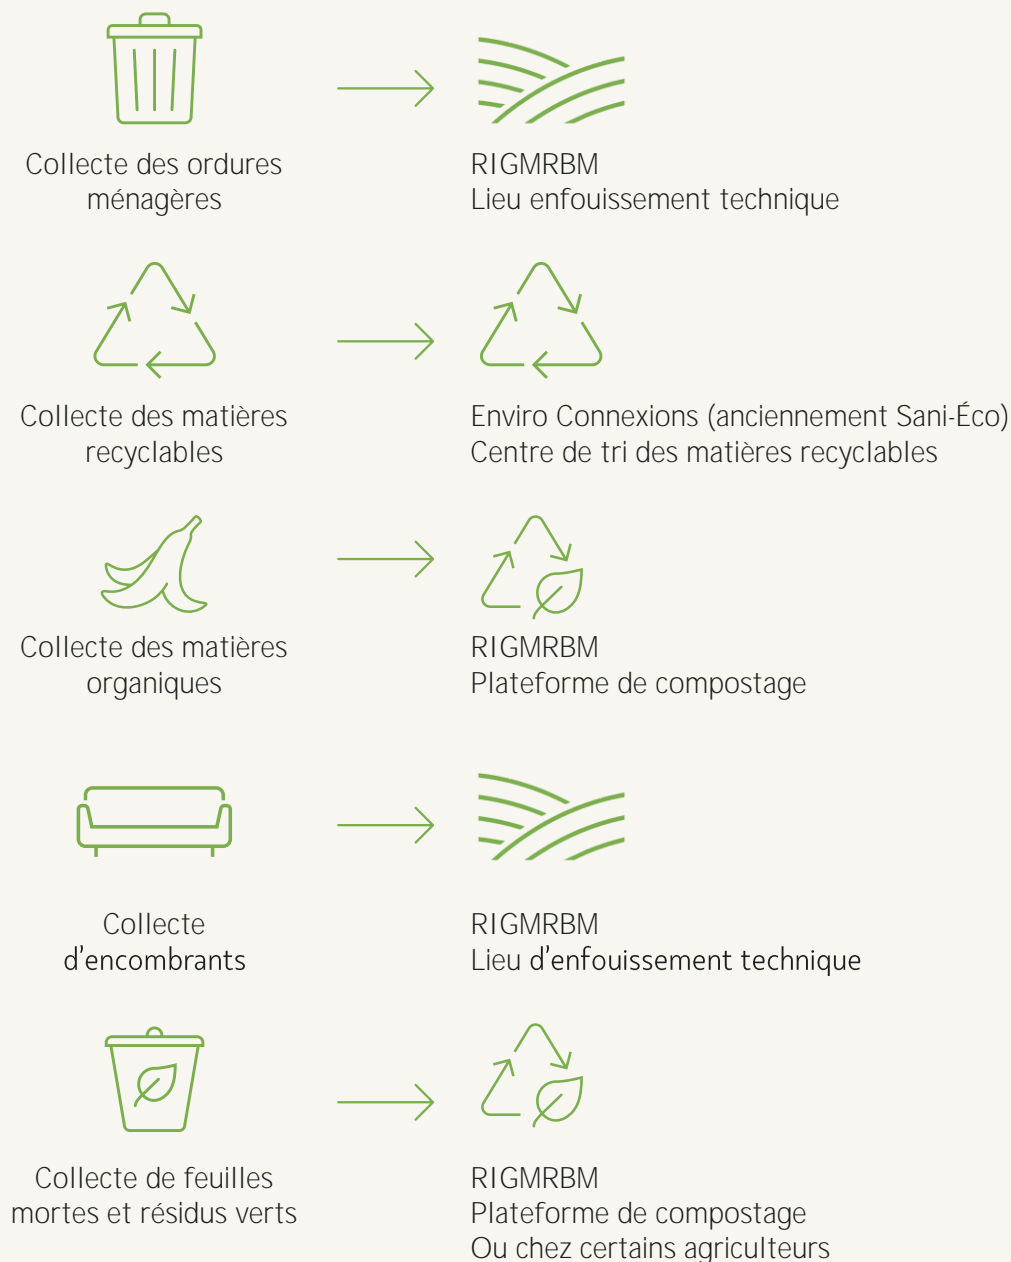 Collecte des ordures
ménagères
RIGMRBM
Lieu enfouissement technique
Collecte des matières
recyclables
Enviro Connexions (anciennement Sani-Éco)
Centre de tri des matières recyclables
Collecte des matières
organiques
RIGMRBM
Plateforme de compostage
Collecte
d'encombrants
RIGMRBM
Lieu d'enfouissement technique
Collecte de feuilles
mortes et résidus verts
RIGMRBM
Plateforme de compostage
Ou chez certains agriculteurs